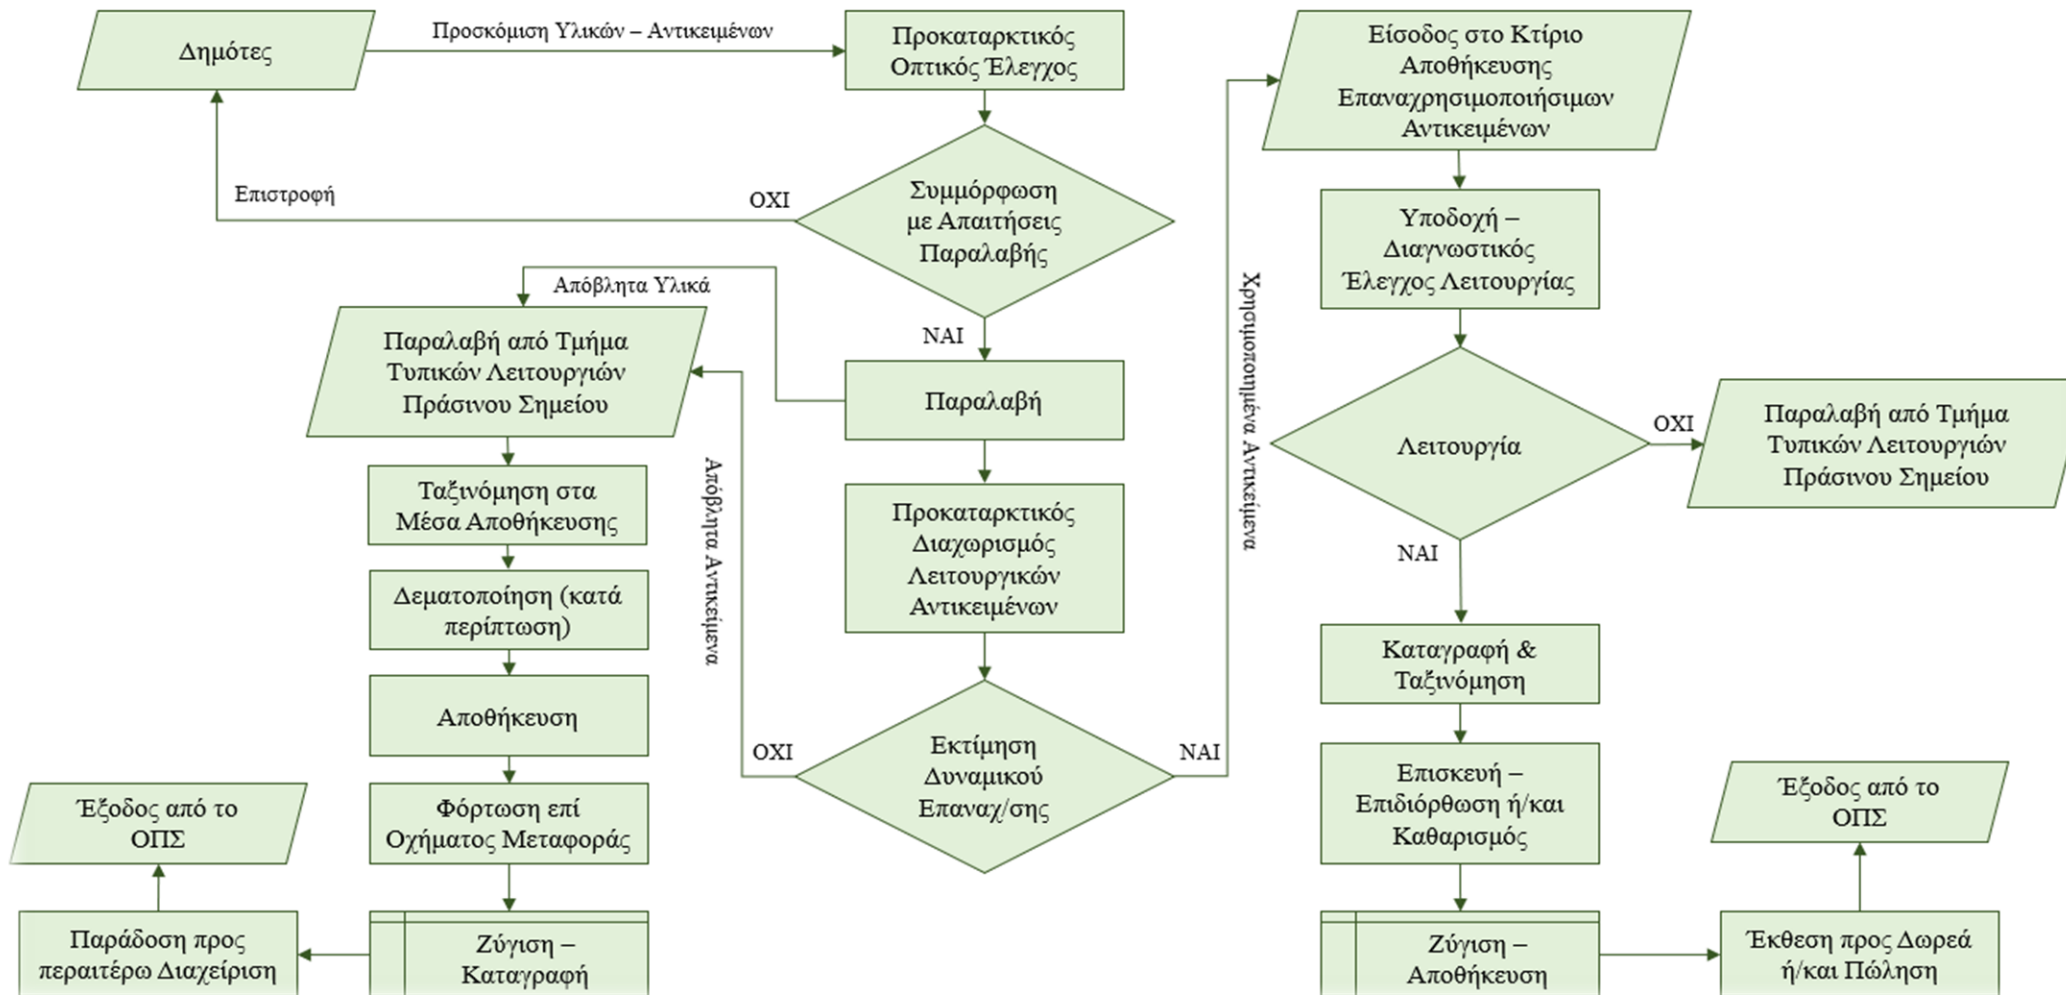 Δημότες
Προσκόμιση Υλικών – Αντικειμένων
Προκαταρκτικός
Οπτικός Έλεγχος
Συμμόρφωση
με Απαιτήσεις
Παραλαβής
ΟΧΙ
Επιστροφή
ΝΑΙ
Παραλαβή
Απόβλητα Υλικά
Παραλαβή από Τμήμα
Τυπικών Λειτουργιών
Πράσινου Σημείου
Προκαταρκτικός
Διαχωρισμός
Λειτουργικών
Αντικειμένων
Εκτίμηση
Δυναμικού
Επαναχ/σης
ΟΧΙ
Απόβλητα Αντικείμενα
Ταξινόμηση στα
Μέσα Αποθήκευσης
Δεματοποίηση (κατά
περίπτωση)
Αποθήκευση
Φόρτωση επί
Οχήματος Μεταφοράς
Ζύγιση –
Καταγραφή
Παράδοση προς
περαιτέρω Διαχείριση
Έξοδος από το
ΟΠΣ
ΝΑΙ
Χρησιμοποιημένα Αντικείμενα
Είσοδος στο Κτίριο
Αποθήκευσης
Επαναχρησιμοποιήσιμων
Αντικειμένων
Υποδοχή –
Διαγνωστικός
Έλεγχος Λειτουργίας
Λειτουργία
ΟΧΙ
Παραλαβή από Τμήμα
Τυπικών Λειτουργιών
Πράσινου Σημείου
ΝΑΙ
Καταγραφή &
Ταξινόμηση
Επισκευή –
Επιδιόρθωση ή/και
Καθαρισμός
Ζύγιση –
Αποθήκευση
Έκθεση προς Δωρεά
ή/και Πώληση
Έξοδος από το
ΟΠΣ